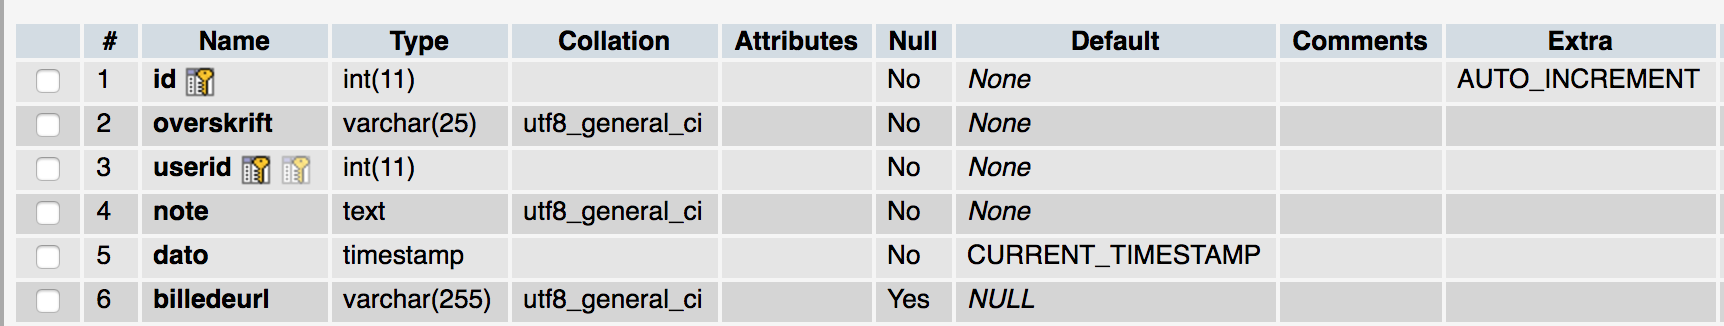 # Name Type Collation Attributes Null Default Comments Extra
1 id int(11) No None AUTO_INCREMENT
2 overskrift varchar(25) utf8_general_ci No None
3 userid int(11) No None
4 note text utf8_general_ci No None
5 dato timestamp No CURRENT_TIMESTAMP
6 billedeurl varchar(255) utf8_general_ci Yes NULL